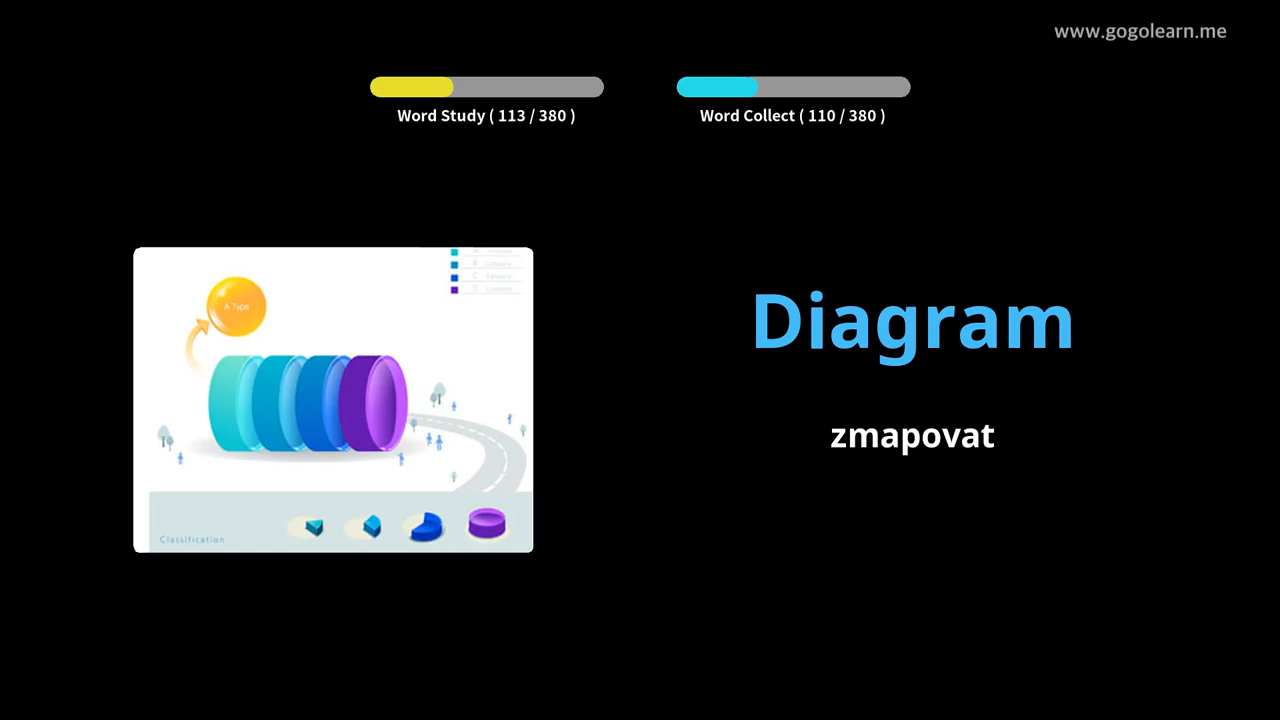 www.gogolearn.me
Word Study ( 113 / 380 )
Word Collect ( 110 / 380 )
A Type
B
C
D
Diagram
zmapovat
Classification